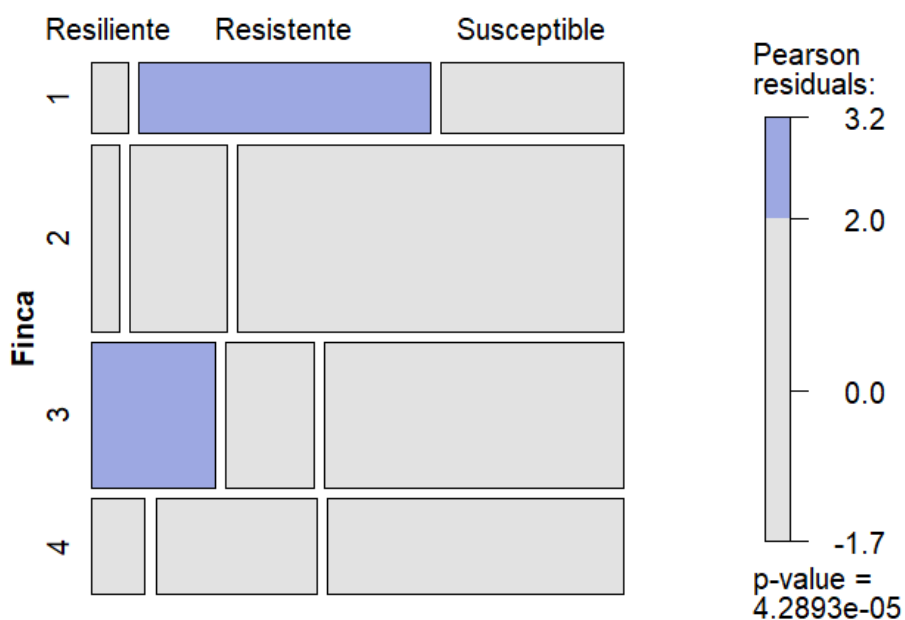 Resiliente Resistente Susceptible
Finca
1
2
3
4
Pearson
residuals:
3.2
2.0
0.0
-1.7
p-value =
4.2893e-05